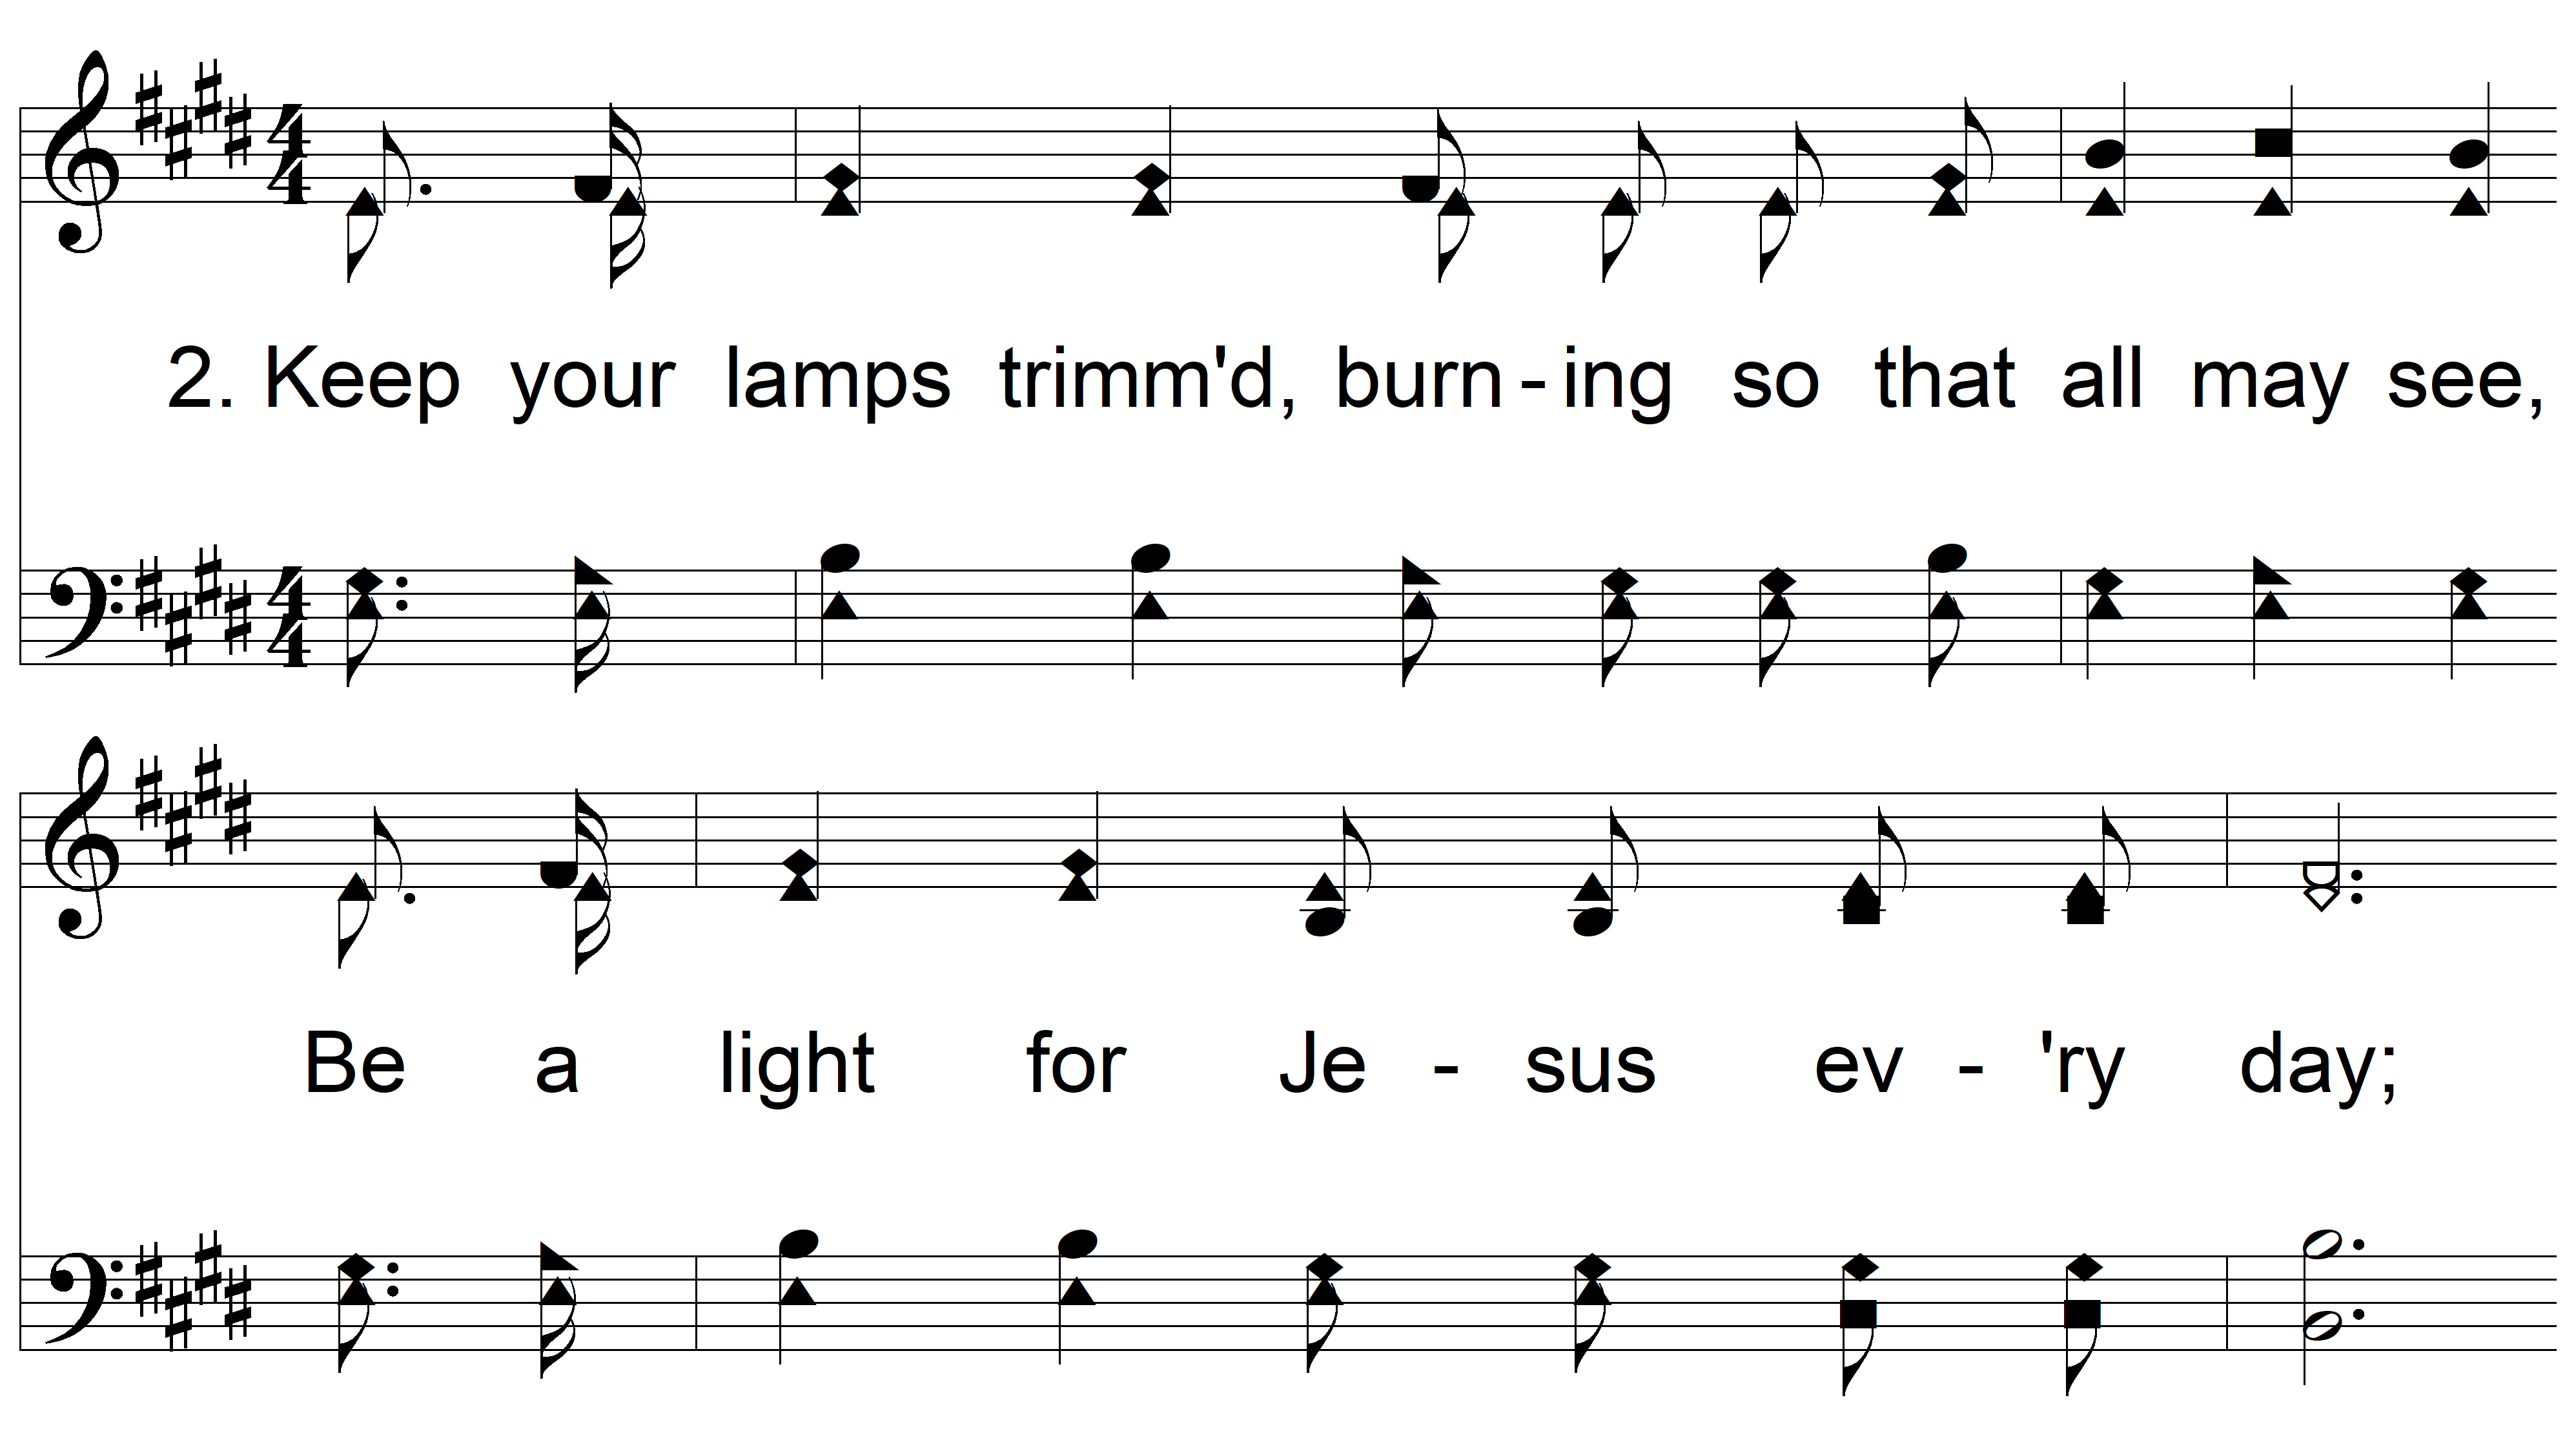 2. Keep your lamps trimm'd, burn-ing so that all may see,
Be a light for Je - sus ev - 'ry day;